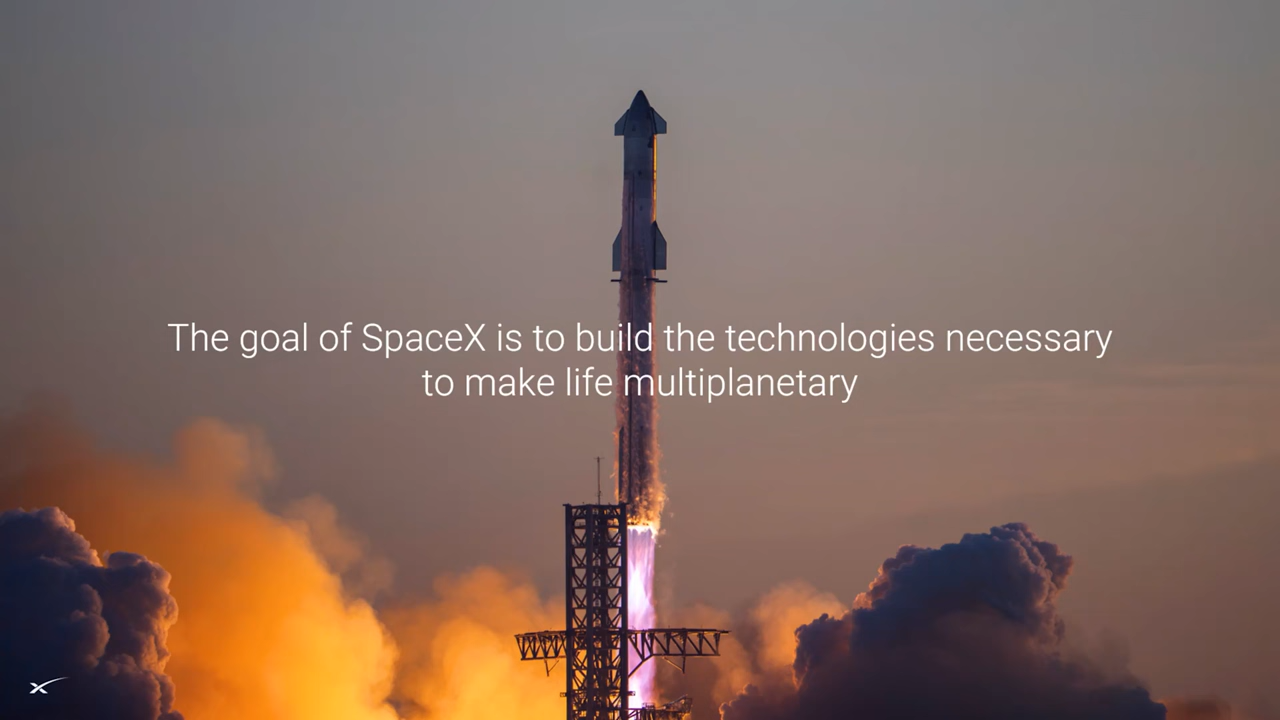 The goal of SpaceX is to build the technologies necessary
to make life multiplanetary